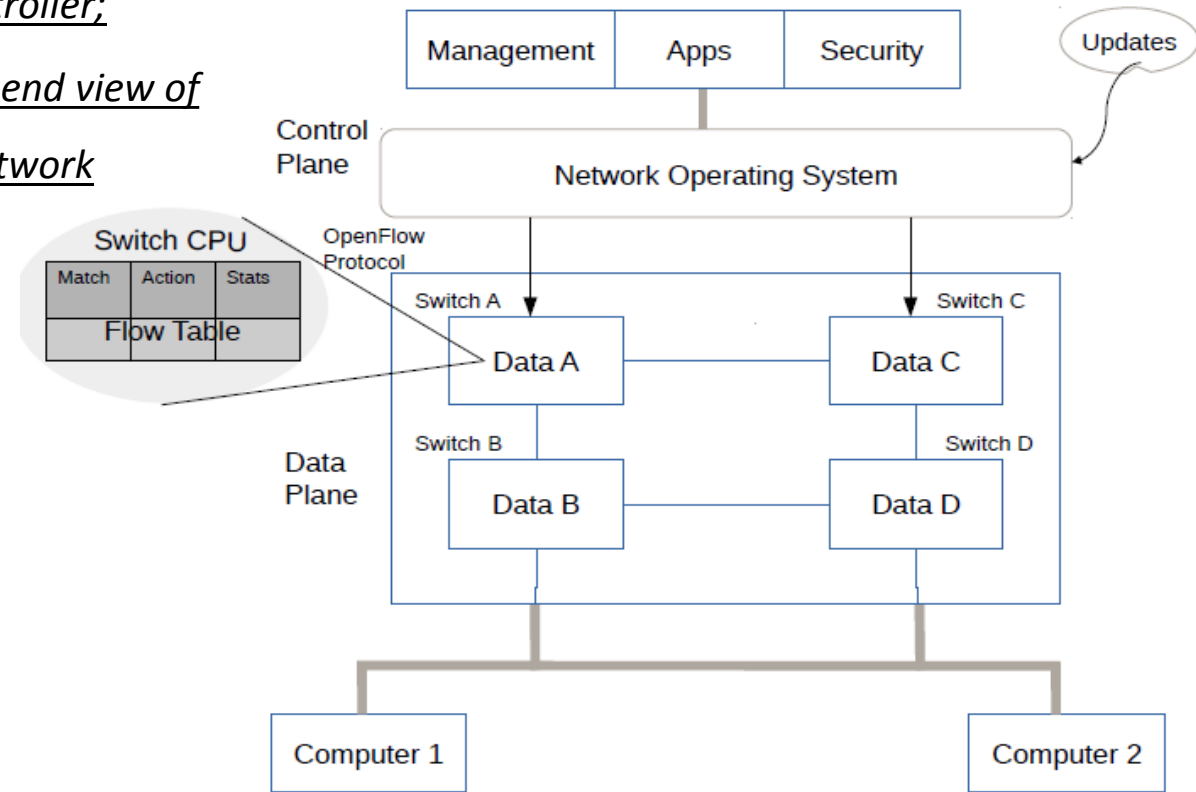 troller;
end view of
twork
Management Apps Security
Updates
Control
Plane
Network Operating System
Switch CPU
Match Action Stats
Flow Table
OpenFlow
Protocol
Switch A
Switch C
Data A
Data C
Switch B
Switch D
Data
Plane
Data B
Data D
Computer 1
Computer 2